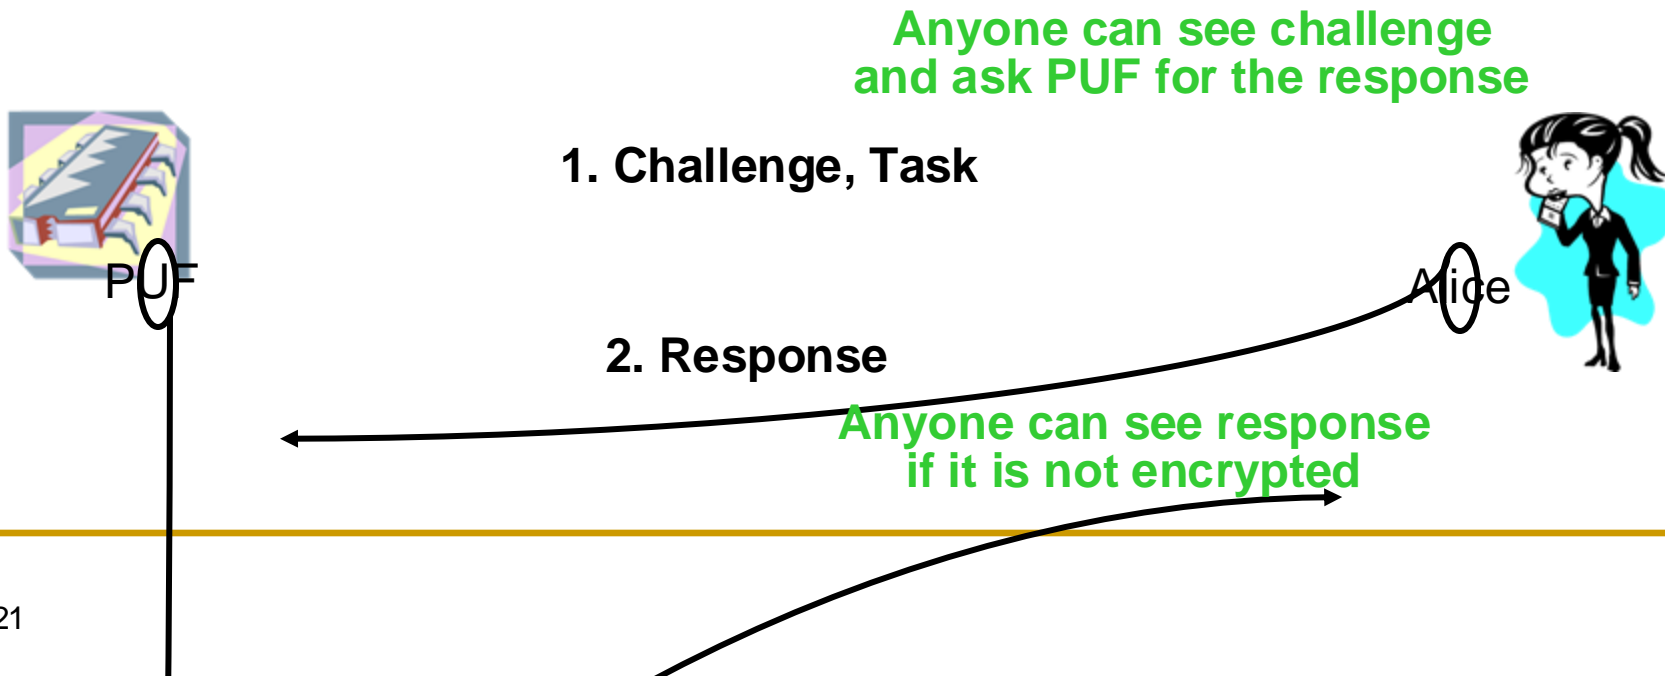 Anyone can see challenge
and ask PUF for the response
1. Challenge, Task
PUF
Alice
2. Response
Anyone can see response
if it is not encrypted
21